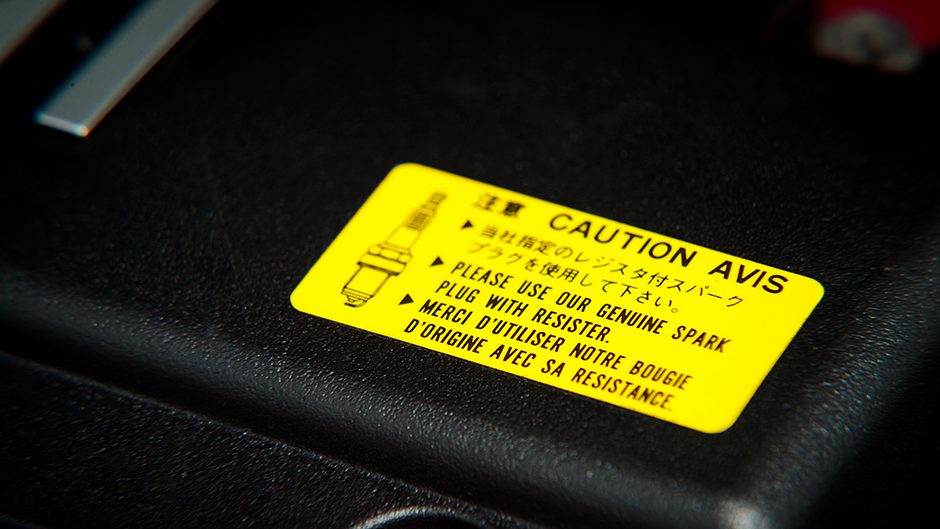 注意 CAUTION AVIS
▶当社指定のレジスタ付スパーク
プラグを使用して下さい。
▶PLEASE USE OUR GENUINE SPARK
PLUG WITH RESISTER.
▶MERCI D'UTILISER NOTRE BOUGIE
D'ORIGINE AVEC SA RESISTANCE.